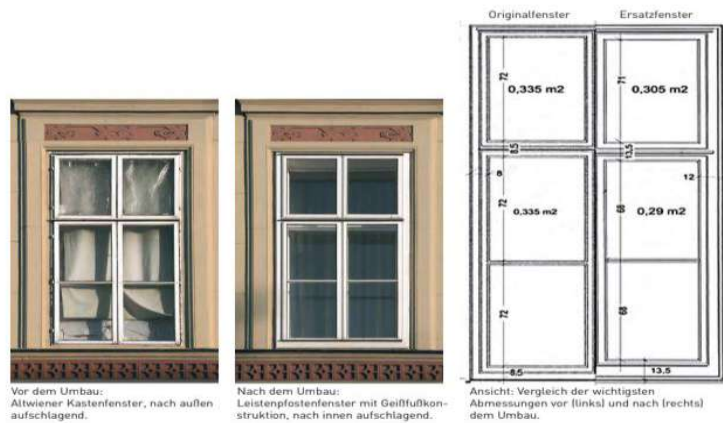 Originalfenster
Ersatzfenster
72
0,335 m2
71
0,305 m2
8.5
13,5
8
12
72
0,335 m2
68
0,29 m2
72
68
8.5
13.5
Vor dem Umbau:
Altwiener Kastenfenster, nach außen
aufschlagend.
Nach dem Umbau:
Leistenpfostenfenster mit Geißfußkon-
struktion, nach innen aufschlagend.
Ansicht: Vergleich der wichtigsten
Abmessungen vor (links) und nach (rechts)
dem Umbau.